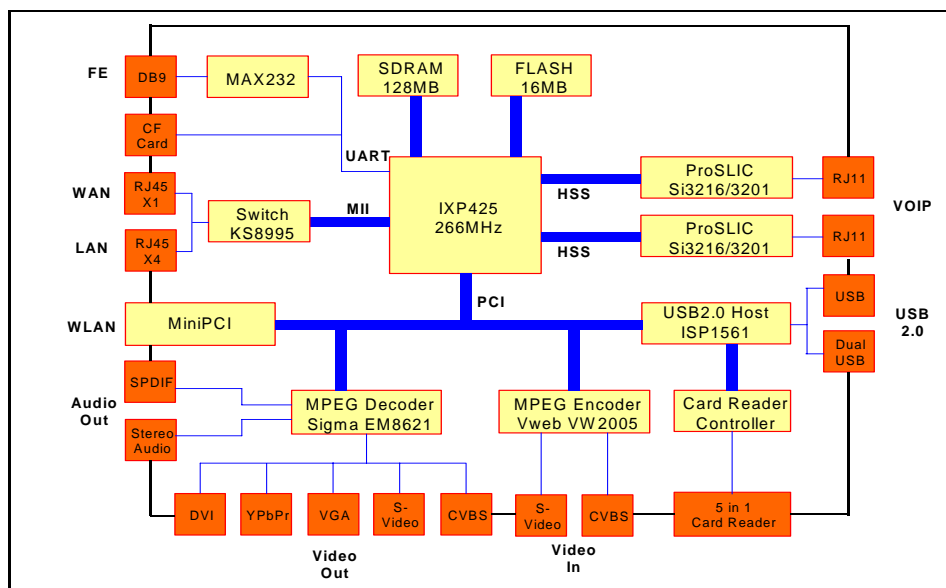 FE
DB9
MAX232
SDRAM
128MB
FLASH
16MB
CF
Card
UART
WAN
RJ45
X1
MII
Switch
KS8995
LAN
RJ45
X4
IXP425
266MHz
HSS
ProSLIC
Si3216/3201
RJ11
VOIP
HSS
ProSLIC
Si3216/3201
RJ11
PCI
WLAN
MiniPCI
USB2.0 Host
ISP1561
USB
Dual
USB
USB
2.0
Audio
Out
SPDIF
Stereo
Audio
MPEG Decoder
Sigma EM8621
MPEG Encoder
Vweb VW2005
Card Reader
Controller
DVI
YPbPr
VGA
S-
Video
CVBS
S-
Video
CVBS
5 in 1
Card Reader
Video
Out
Video
In